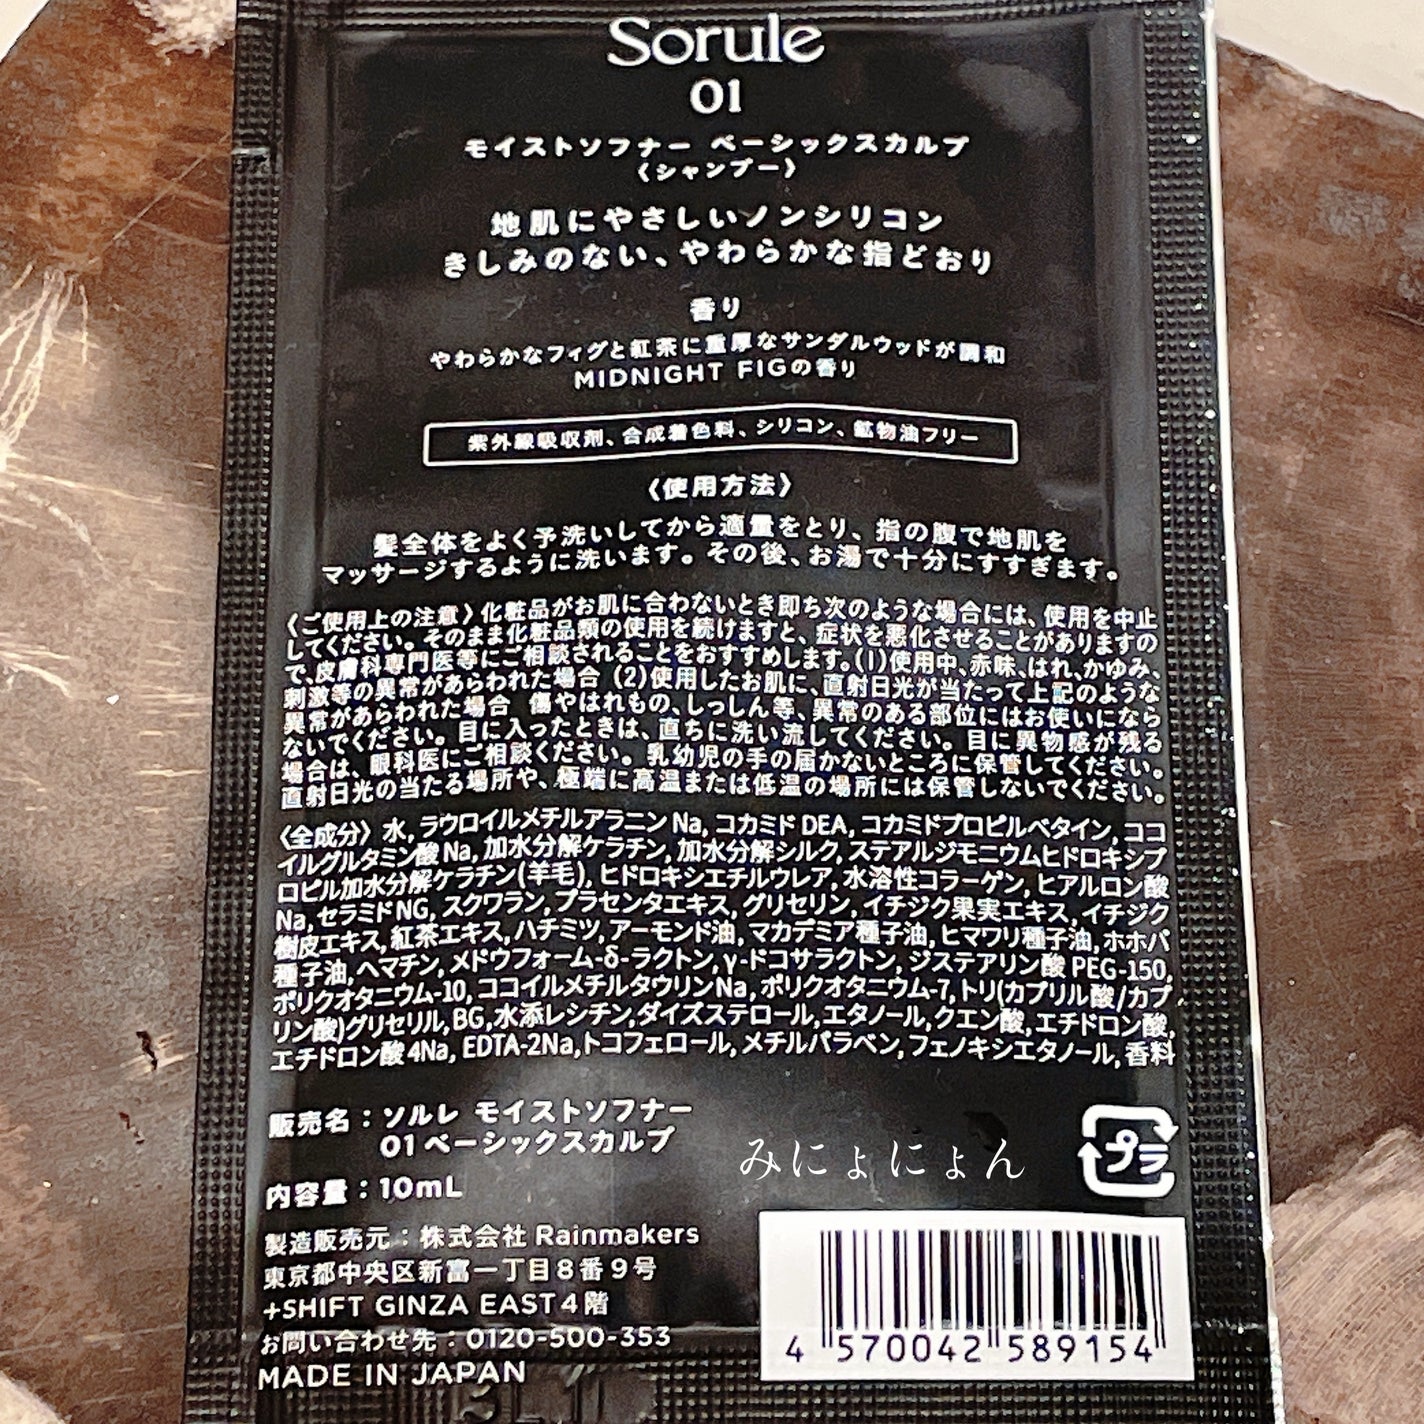 Sorule
01
モイストソフナー ベーシックスカルプ
〈シャンプー〉
地肌にやさしいノンシリコン
きしみのない、やわらかな指どおり
香り
やわらかなフィグと紅茶に重厚なサンダルウッドが調和
MIDNIGHT FIGの香り
紫外線吸収剤、合成着色料、シリコン、鉱物油フリー
〈使用方法〉
髪全体をよく予洗いしてから適量をとり、指の腹で地肌を
マッサージするように洗います。その後、お湯で十分にすすぎます。
〈ご使用上の注意〉化粧品がお肌に合わないとき即ち次のような場合には、使用を中止
してください。そのまま化粧品類の使用を続けますと、症状を悪化させることがありますの
で、皮膚科専門医等にご相談されることをおすすめします。(1)使用中、赤味、はれ、かゆみ、
刺激等の異常があらわれた場合 (2)使用したお肌に、直射日光が当たって上記のような
異常があらわれた場合 傷やはれもの、しっしん等、異常のある部位にはお使いになら
ないでください。目に入ったときは、直ちに洗い流してください。目に異物感が残る
場合は、眼科医にご相談ください。乳幼児の手の届かないところに保管してください。
直射日光の当たる場所や、極端に高温または低温の場所には保管しないでください。
〈全成分〉水, ラウロイルメチルアラニンNa, コカミドDEA, コカミドプロピルベタイン, ココ
イルグルタミン酸Na, 加水分解ケラチン, 加水分解シルク, ステアルジモニウムヒドロキシプ
ロピル加水分解ケラチン(羊毛), ヒドロキシエチルウレア, 水溶性コラーゲン, ヒアルロン酸
Na, セラミドNG, スクワラン, プラセンタエキス, グリセリン, イチジク果実エキス, イチジク
樹皮エキス, 紅茶エキス, ハチミツ, アーモンド油, マカデミア種子油, ヒマワリ種子油, ホホバ
種子油, ヘマチン, メドウフォーム-δ-ラクトン, γ-ドコサラクトン, ジステアリン酸PEG-150,
ポリクオタニウム-10, ココイルメチルタウリンNa, ポリクオタニウム-7, トリ(カプリル酸/カプ
リン酸)グリセリル, BG, 水添レシチン, ダイズステロール, エタノール, クエン酸, エチドロン酸,
エチドロン酸4Na, EDTA-2Na, トコフェロール, メチルパラベン, フェノキシエタノール, 香料
販売名：ソルレ モイストソフナー
01 ベーシックスカルプ
内容量：10mL
製造販売元：株式会社 Rainmakers
東京都中央区新富一丁目8番9号
+SHIFT GINZA EAST4階
お問い合わせ先：0120-500-353
MADE IN JAPAN
みにょにょん
プラ
4 570042 589154